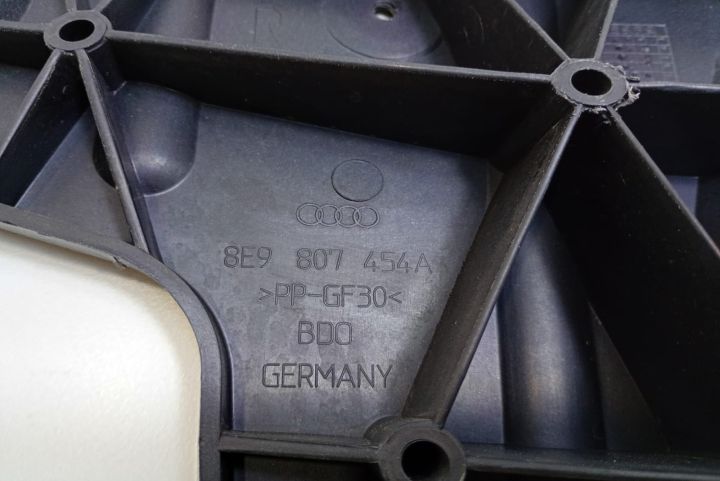 R
8E9 807 454A
>PP-GF30<
BDO
GERMANY